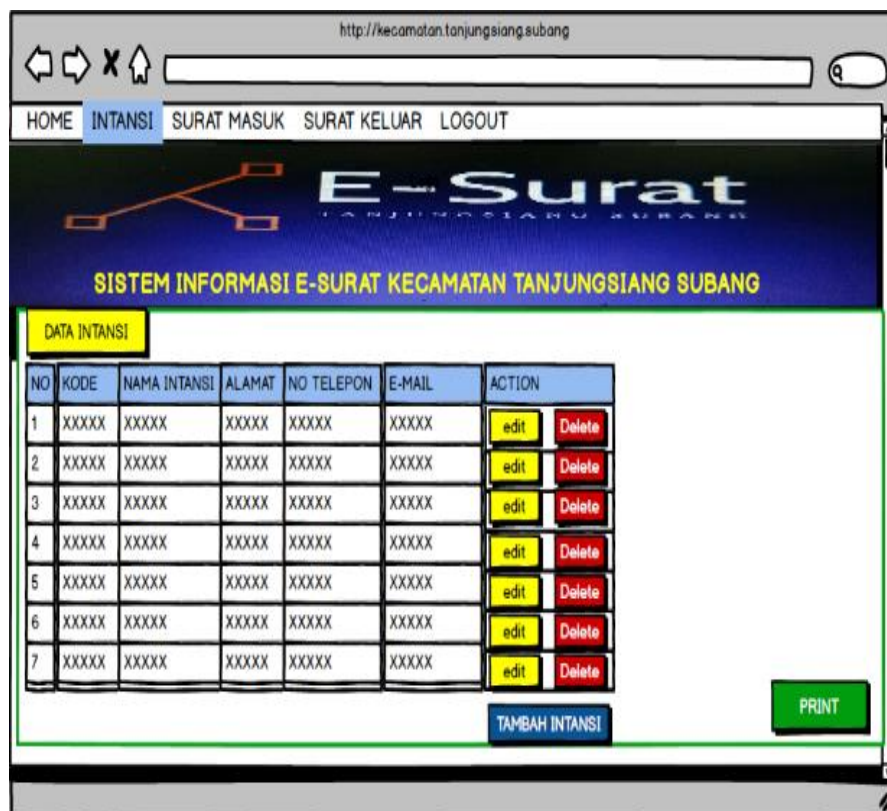 http://kecamatan.tanjungsiang.subang
HOME INTANSI SURAT MASUK SURAT KELUAR LOGOUT
E-Surat
TANJUNGSIANG SUBANG
SISTEM INFORMASI E-SURAT KECAMATAN TANJUNGSIANG SUBANG
DATA INTANSI
NO KODE NAMA INTANSI ALAMAT NO TELEPON E-MAIL ACTION
1 XXXXX XXXXX XXXXX XXXXX XXXXX edit Delete
2 XXXXX XXXXX XXXXX XXXXX XXXXX edit Delete
3 XXXXX XXXXX XXXXX XXXXX XXXXX edit Delete
4 XXXXX XXXXX XXXXX XXXXX XXXXX edit Delete
5 XXXXX XXXXX XXXXX XXXXX XXXXX edit Delete
6 XXXXX XXXXX XXXXX XXXXX XXXXX edit Delete
7 XXXXX XXXXX XXXXX XXXXX XXXXX edit Delete
TAMBAH INTANSI
PRINT